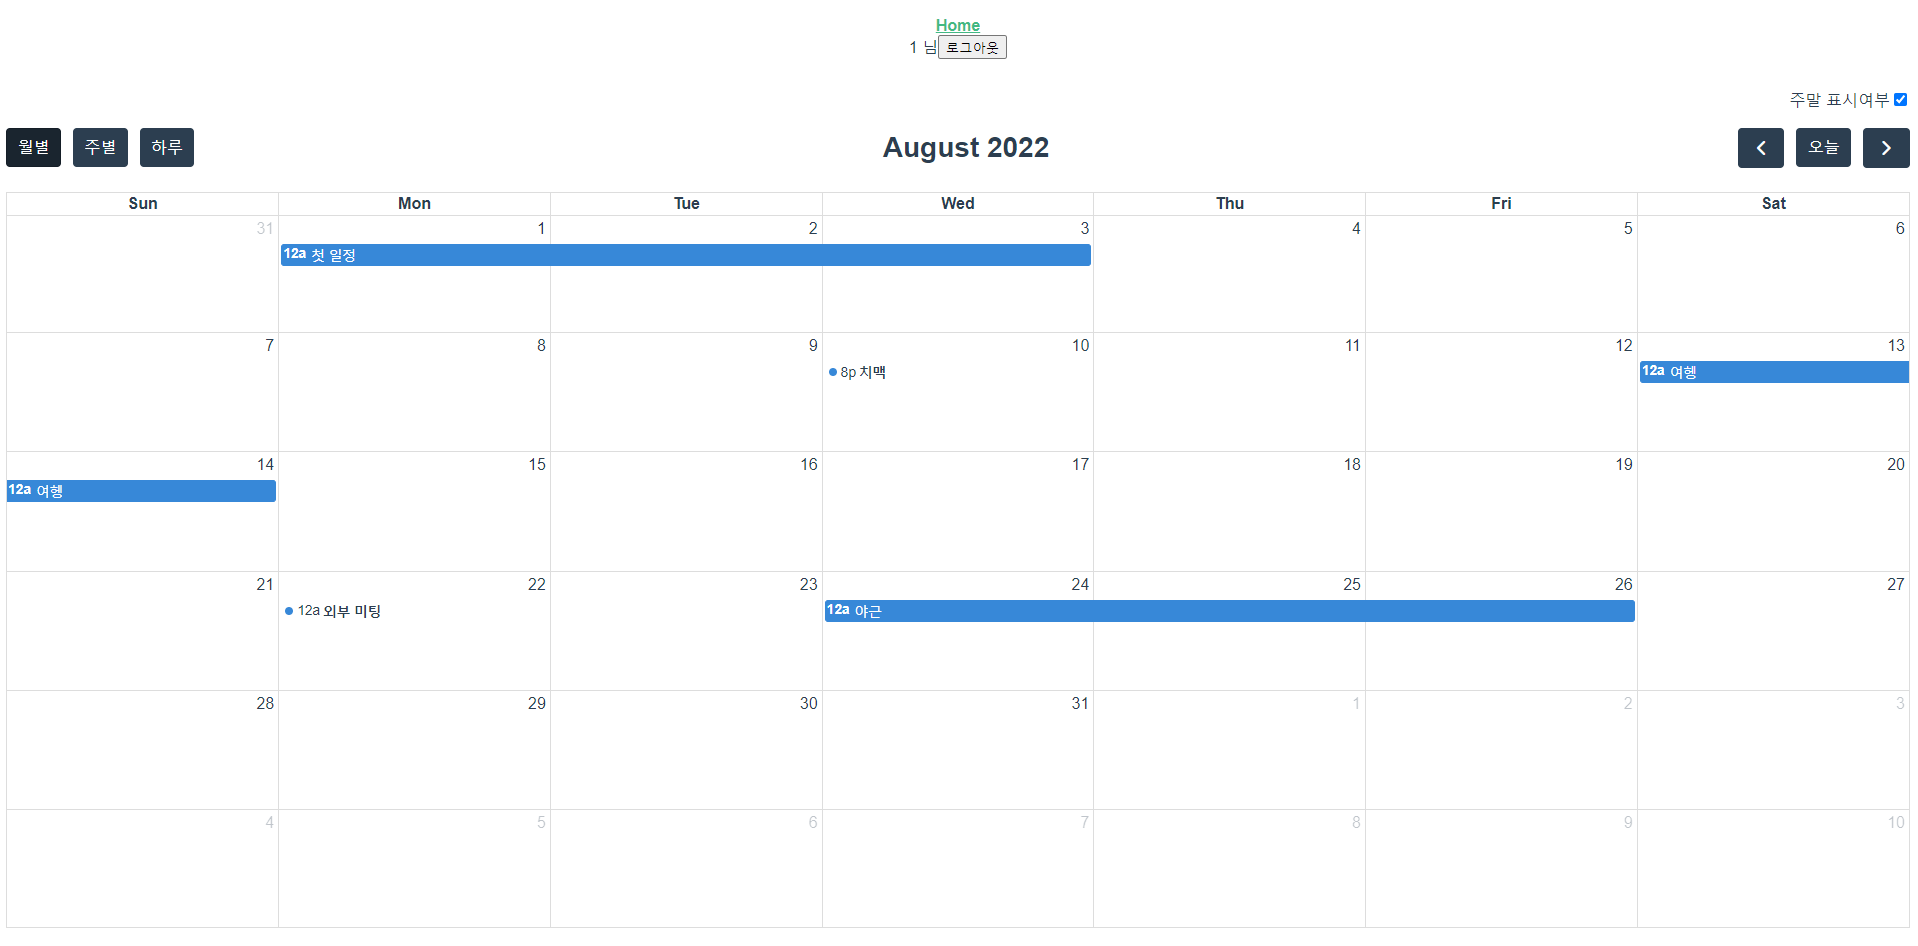 Home
1 님 로그아웃
주말 표시여부
월별 주별 하루 August 2022 오늘
Sun Mon Tue Wed Thu Fri Sat
31 1 2 3 4 5 6
12a 첫 일정
7 8 9 10 11 12 13
8p 치맥 12a 여행
14 15 16 17 18 19 20
12a 여행
21 22 23 24 25 26 27
12a 외부 미팅 12a 야근
28 29 30 31 1 2 3
4 5 6 7 8 9 10